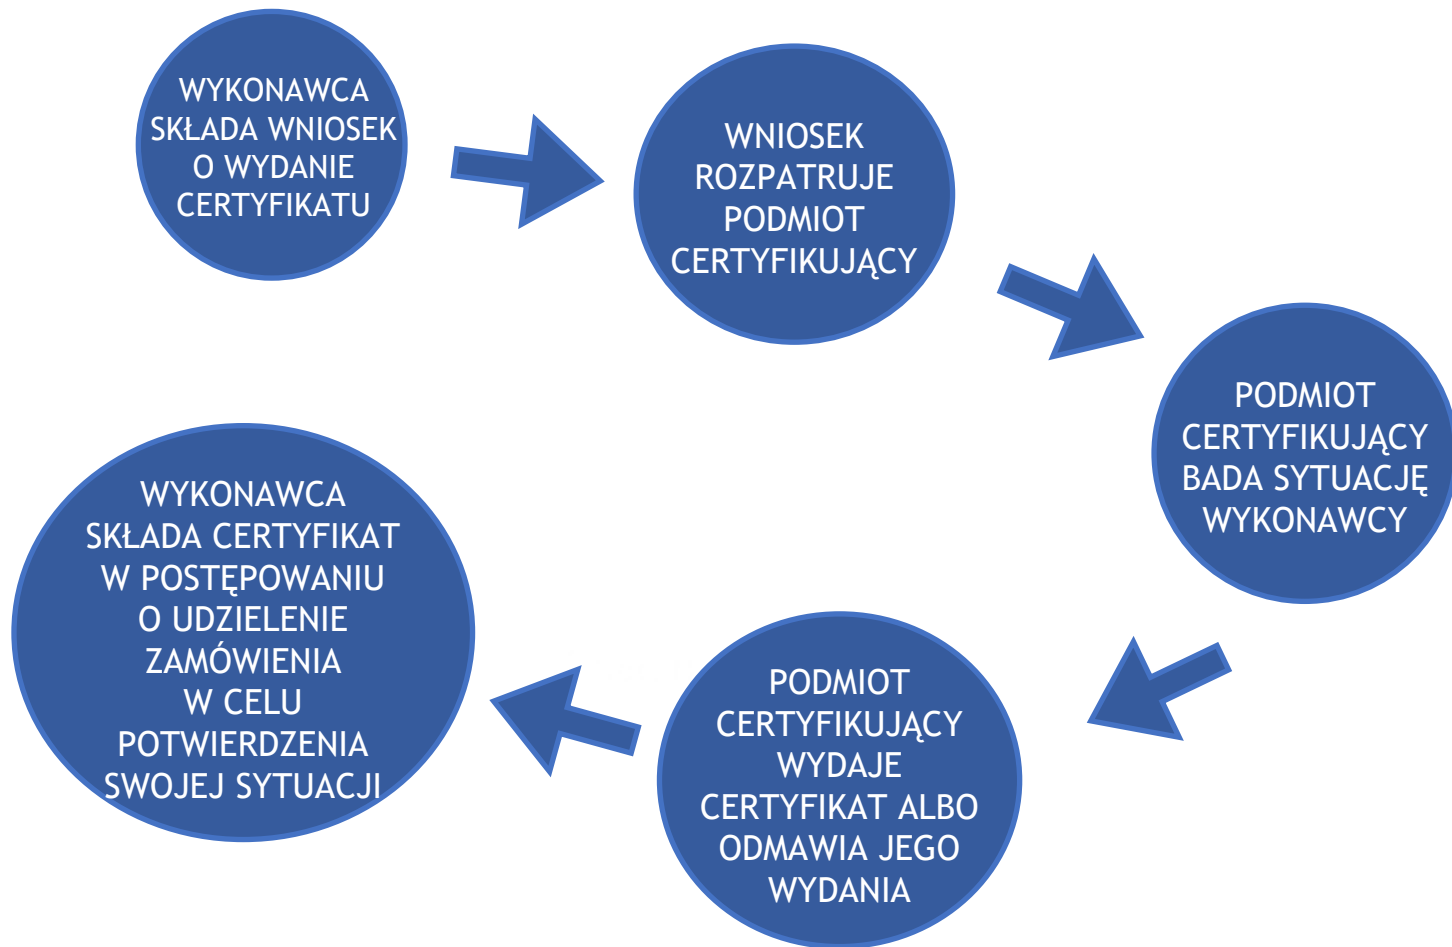 WYKONAWCA
SKŁADA WNIOSEK
O WYDANIE
CERTYFIKATU
WNIOSEK
ROZPATRUJE
PODMIOT
CERTYFIKUJĄCY
PODMIOT
CERTYFIKUJĄCY
BADA SYTUACJĘ
WYKONAWCY
PODMIOT
CERTYFIKUJĄCY
WYDAJE
CERTYFIKAT ALBO
ODMAWIA JEGO
WYDANIA
WYKONAWCA
SKŁADA CERTYFIKAT
W POSTĘPOWANIU
O UDZIELENIE
ZAMÓWIENIA
W CELU
POTWIERDZENIA
SWOJEJ SYTUACJI